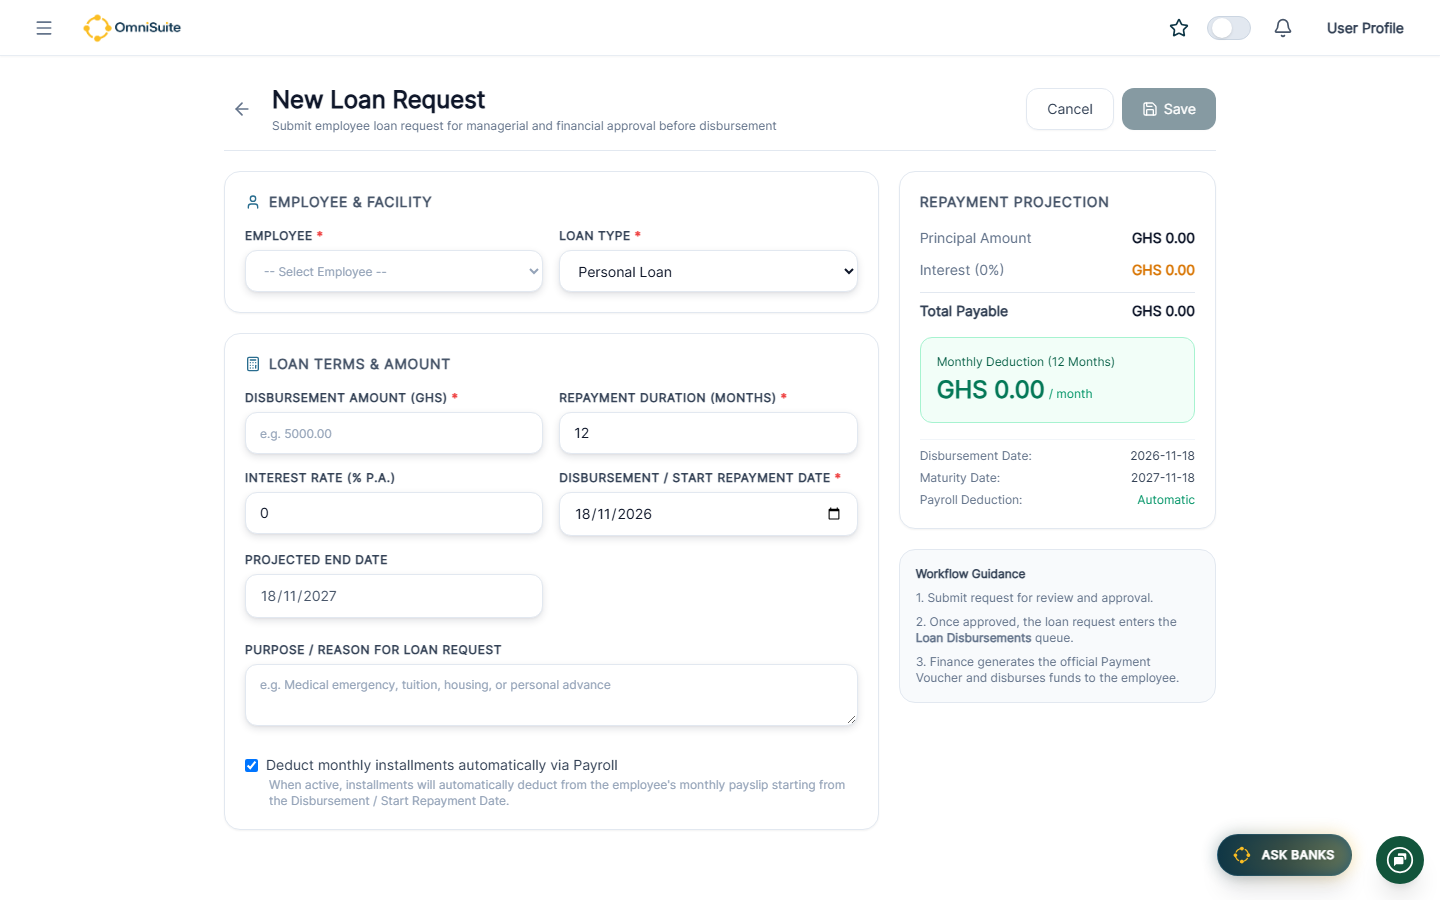 OmniSuite
User Profile
New Loan Request
Submit employee loan request for managerial and financial approval before disbursement
Cancel
Save
EMPLOYEE & FACILITY
EMPLOYEE *
LOAN TYPE *
-- Select Employee --
Personal Loan
LOAN TERMS & AMOUNT
DISBURSEMENT AMOUNT (GHS) *
REPAYMENT DURATION (MONTHS) *
e.g. 5000.00
12
INTEREST RATE (% P.A.)
DISBURSEMENT / START REPAYMENT DATE *
0
18/11/2026
PROJECTED END DATE
18/11/2027
PURPOSE / REASON FOR LOAN REQUEST
e.g. Medical emergency, tuition, housing, or personal advance
Deduct monthly installments automatically via Payroll
When active, installments will automatically deduct from the employee's monthly payslip starting from
the Disbursement / Start Repayment Date.
REPAYMENT PROJECTION
Principal Amount GHS 0.00
Interest (0%) GHS 0.00
Total Payable GHS 0.00
Monthly Deduction (12 Months)
GHS 0.00 / month
Disbursement Date: 2026-11-18
Maturity Date: 2027-11-18
Payroll Deduction: Automatic
Workflow Guidance
1. Submit request for review and approval.
2. Once approved, the loan request enters the
Loan Disbursements queue.
3. Finance generates the official Payment
Voucher and disburses funds to the employee.
ASK BANKS